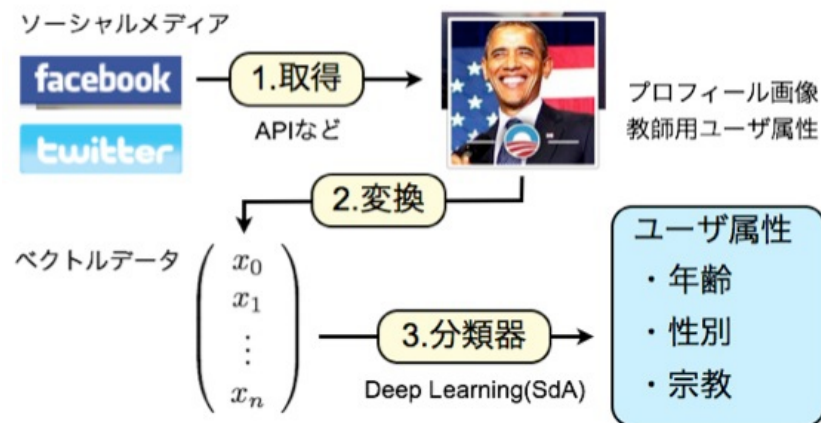 ソーシャルメディア
facebook
twitter
1.取得
APIなど
プロフィール画像
教師用ユーザ属性
2.変換
ベクトルデータ
x0
x1
⋮
xn
3.分類器
Deep Learning(SdA)
ユーザ属性
・年齢
・性別
・宗教